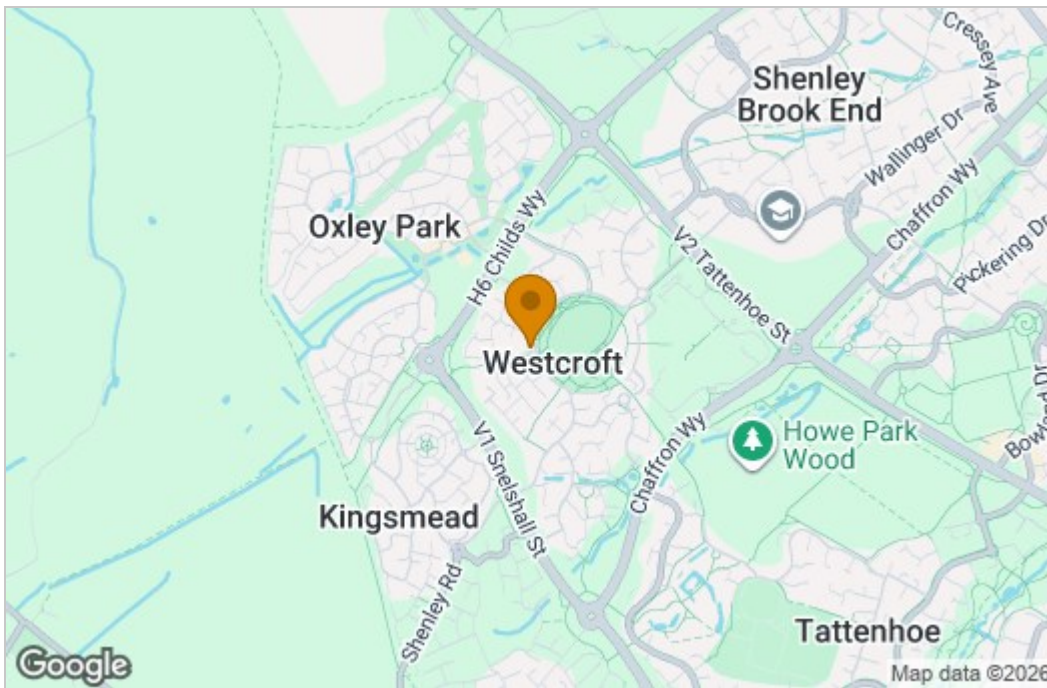 Cressey Ave
Shenley
Brook End
Wallinger Dr
Chaffron Wy
Oxley Park
H6 Childs Wy
V2 Tattenhoe St
Pickering Dr
Westcroft
Bowland Dr
Howe Park
Wood
Chaffron Wy
V1 Snelshall St
Kingsmead
Shenley Rd
Tattenhoe
Google
Map data ©2026